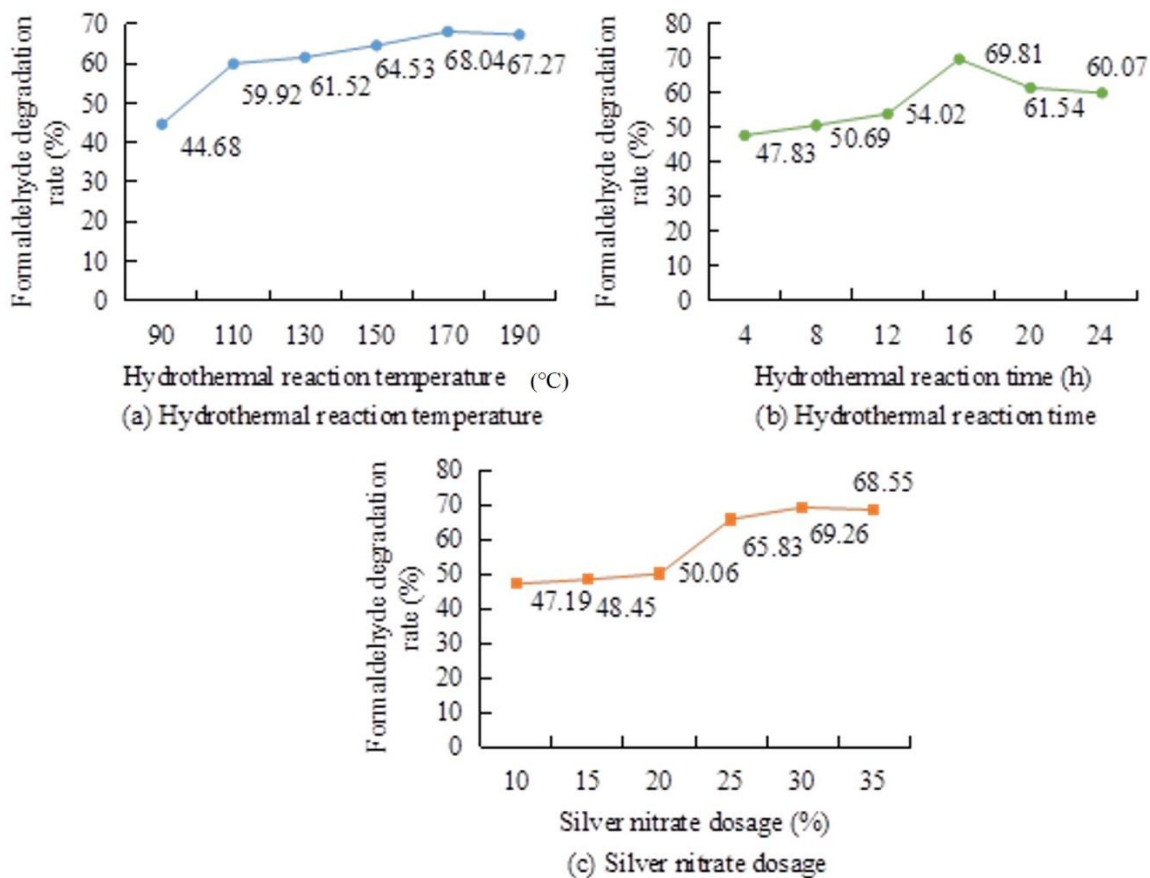 Formaldehyde degradation
rate (%)
70
60
50
40
30
20
10
0
44.68
59.92
61.52
64.53
68.04
67.27
90 110 130 150 170 190
Hydrothermal reaction temperature (°C)
(a) Hydrothermal reaction temperature
Formaldehyde degradation
rate (%)
80
70
60
50
40
30
20
10
0
47.83
50.69
54.02
69.81
61.54
60.07
4 8 12 16 20 24
Hydrothermal reaction time (h)
(b) Hydrothermal reaction time
Formaldehyde degradation
rate (%)
80
70
60
50
40
30
20
10
0
47.19
48.45
50.06
65.83
69.26
68.55
10 15 20 25 30 35
Silver nitrate dosage (%)
(c) Silver nitrate dosage